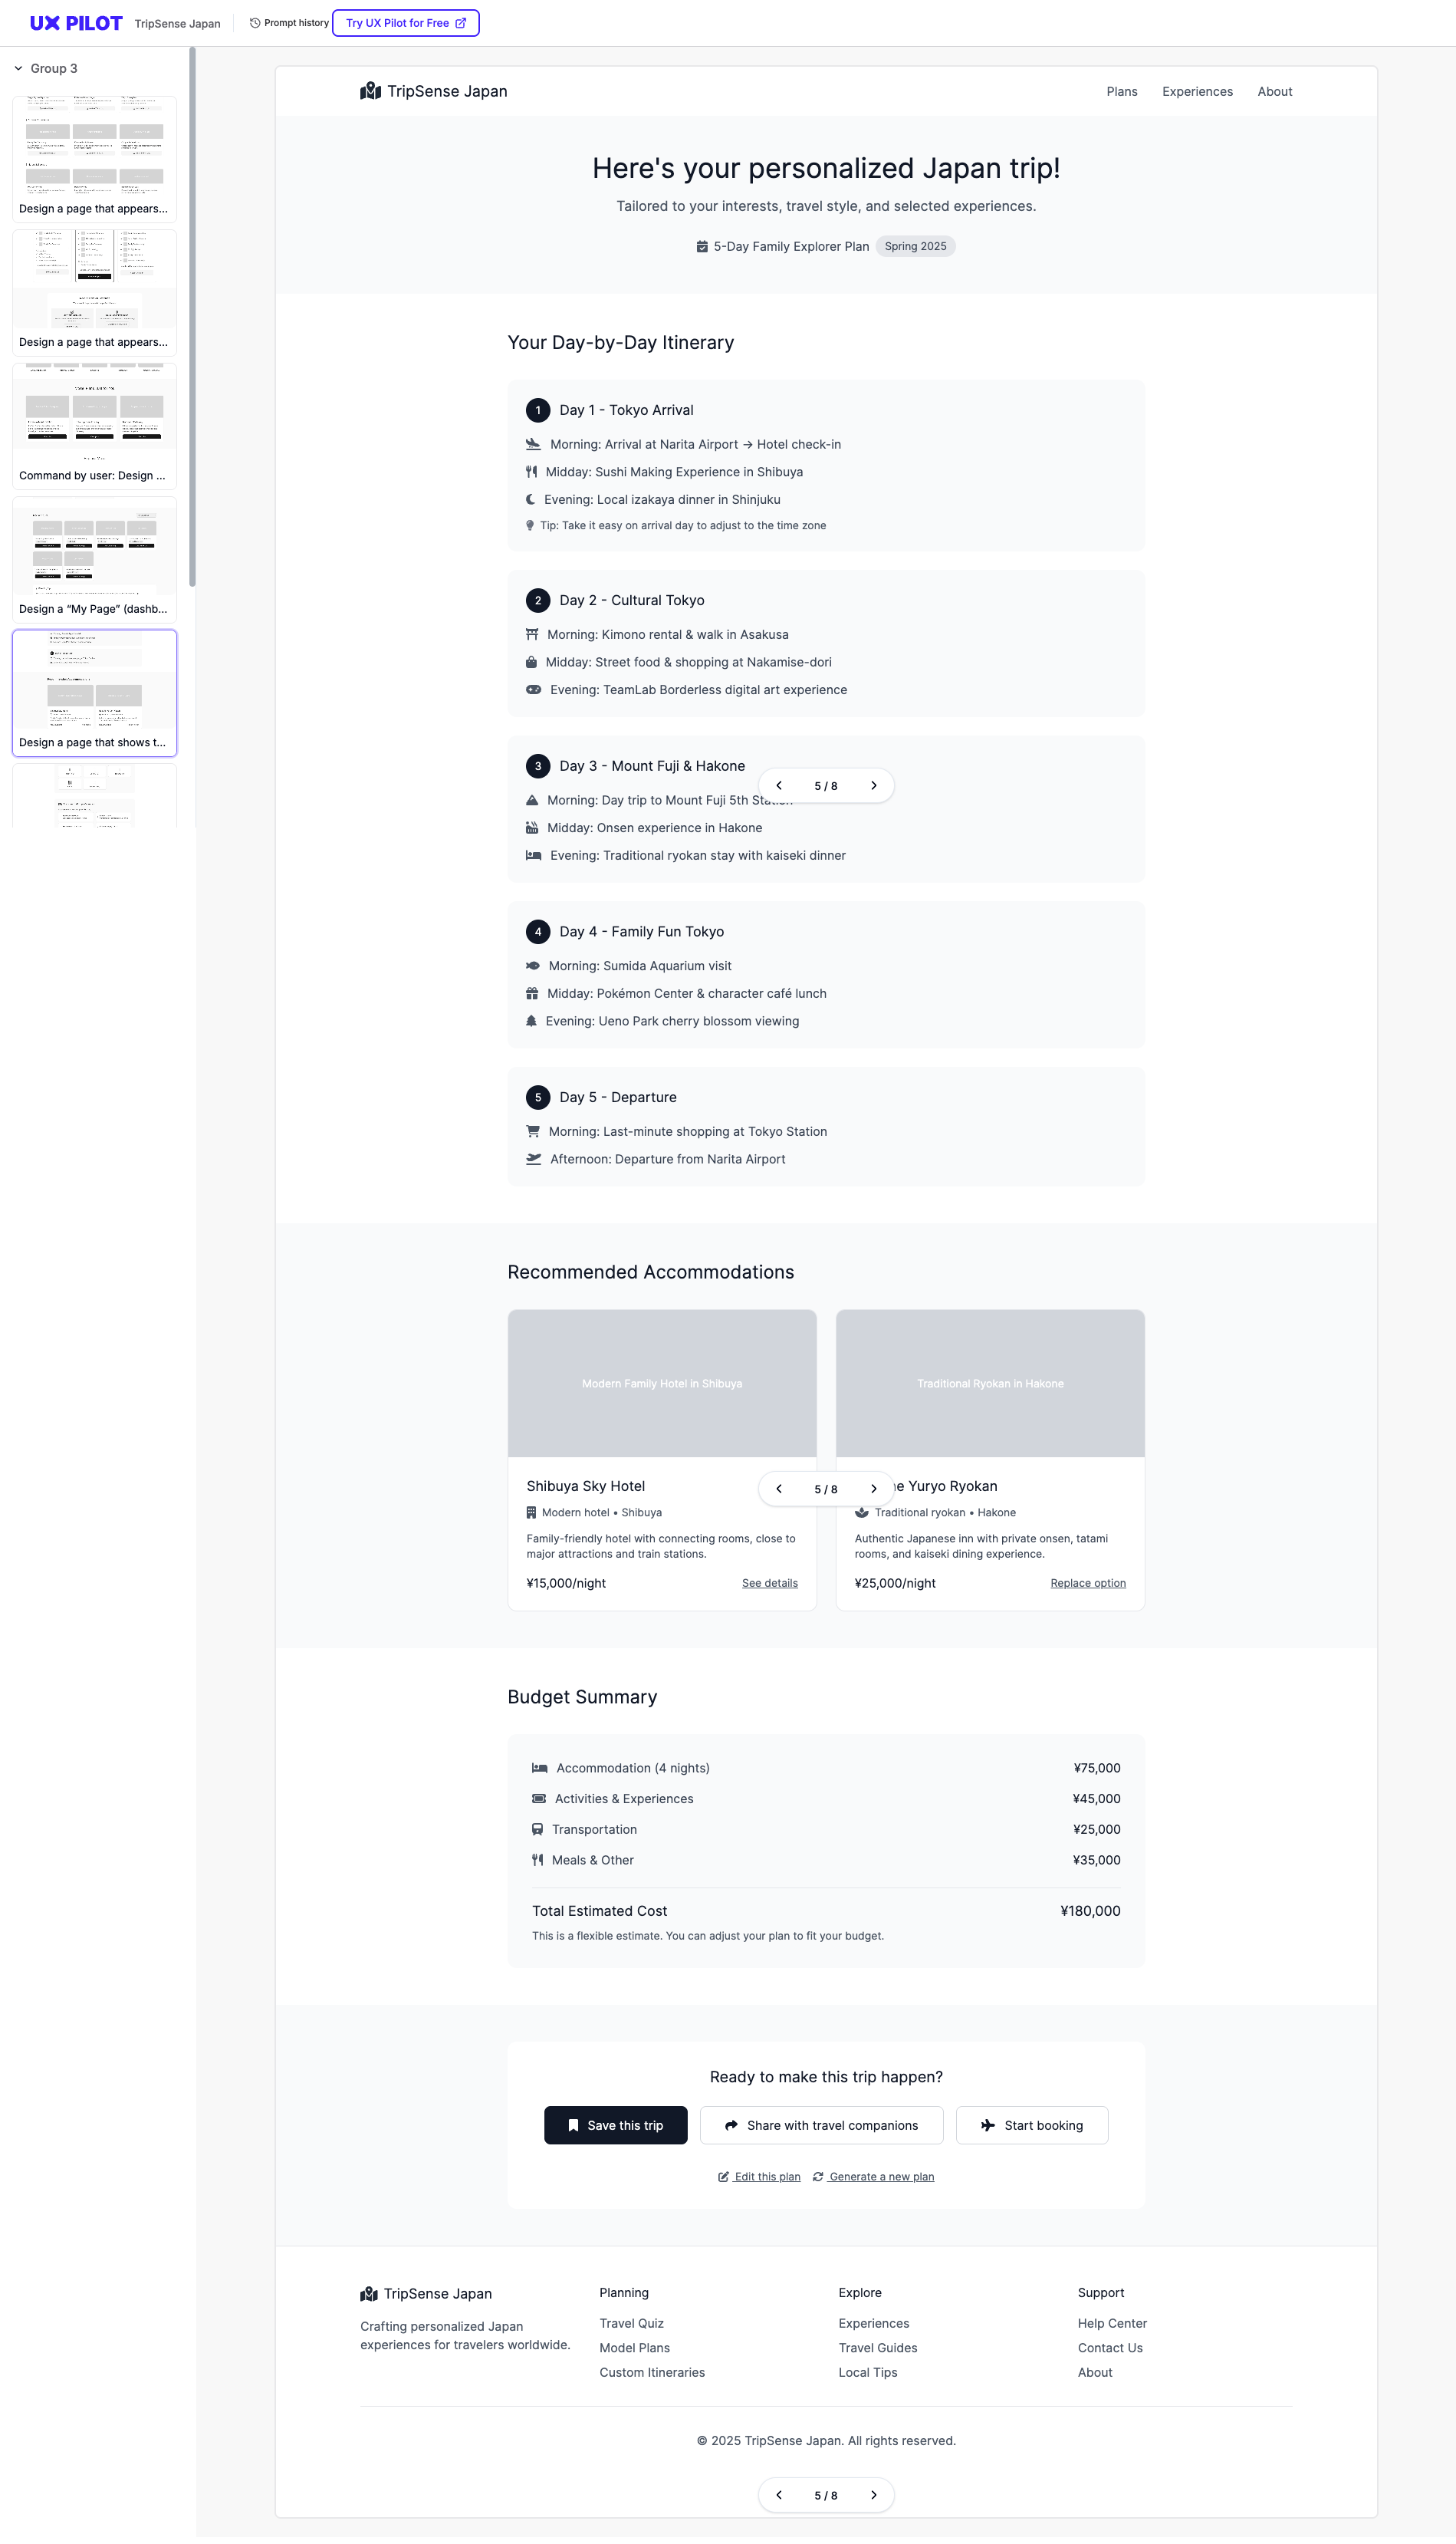 UX PILOT
TripSense Japan
Prompt history
Try UX Pilot for Free
Group 3
Design a page that appears...
Design a page that appears...
Command by user: Design ...
Design a “My Page” (dashb...
Design a page that shows t...
TripSense Japan
Plans
Experiences
About
Here's your personalized Japan trip!
Tailored to your interests, travel style, and selected experiences.
5-Day Family Explorer Plan
Spring 2025
Your Day-by-Day Itinerary
1
Day 1 - Tokyo Arrival
Morning: Arrival at Narita Airport → Hotel check-in
Midday: Sushi Making Experience in Shibuya
Evening: Local izakaya dinner in Shinjuku
Tip: Take it easy on arrival day to adjust to the time zone
2
Day 2 - Cultural Tokyo
Morning: Kimono rental & walk in Asakusa
Midday: Street food & shopping at Nakamise-dori
Evening: TeamLab Borderless digital art experience
3
Day 3 - Mount Fuji & Hakone
5 / 8
Morning: Day trip to Mount Fuji 5th Station
Midday: Onsen experience in Hakone
Evening: Traditional ryokan stay with kaiseki dinner
4
Day 4 - Family Fun Tokyo
Morning: Sumida Aquarium visit
Midday: Pokémon Center & character café lunch
Evening: Ueno Park cherry blossom viewing
5
Day 5 - Departure
Morning: Last-minute shopping at Tokyo Station
Afternoon: Departure from Narita Airport
Recommended Accommodations
Modern Family Hotel in Shibuya
Shibuya Sky Hotel
Modern hotel • Shibuya
Family-friendly hotel with connecting rooms, close to
major attractions and train stations.
¥15,000/night
See details
5 / 8
Traditional Ryokan in Hakone
Yuryo Ryokan
Traditional ryokan • Hakone
Authentic Japanese inn with private onsen, tatami
rooms, and kaiseki dining experience.
¥25,000/night
Replace option
Budget Summary
Accommodation (4 nights)
¥75,000
Activities & Experiences
¥45,000
Transportation
¥25,000
Meals & Other
¥35,000
Total Estimated Cost
¥180,000
This is a flexible estimate. You can adjust your plan to fit your budget.
Ready to make this trip happen?
Save this trip
Share with travel companions
Start booking
Edit this plan
Generate a new plan
TripSense Japan
Crafting personalized Japan
experiences for travelers worldwide.
Planning
Travel Quiz
Model Plans
Custom Itineraries
Explore
Experiences
Travel Guides
Local Tips
Support
Help Center
Contact Us
About
© 2025 TripSense Japan. All rights reserved.
5 / 8